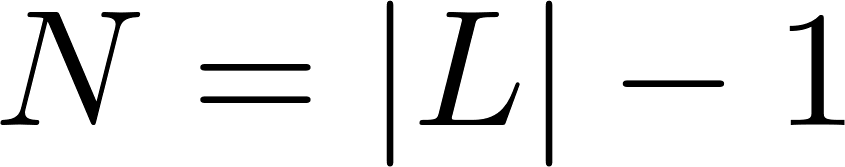 N = |L| − 1